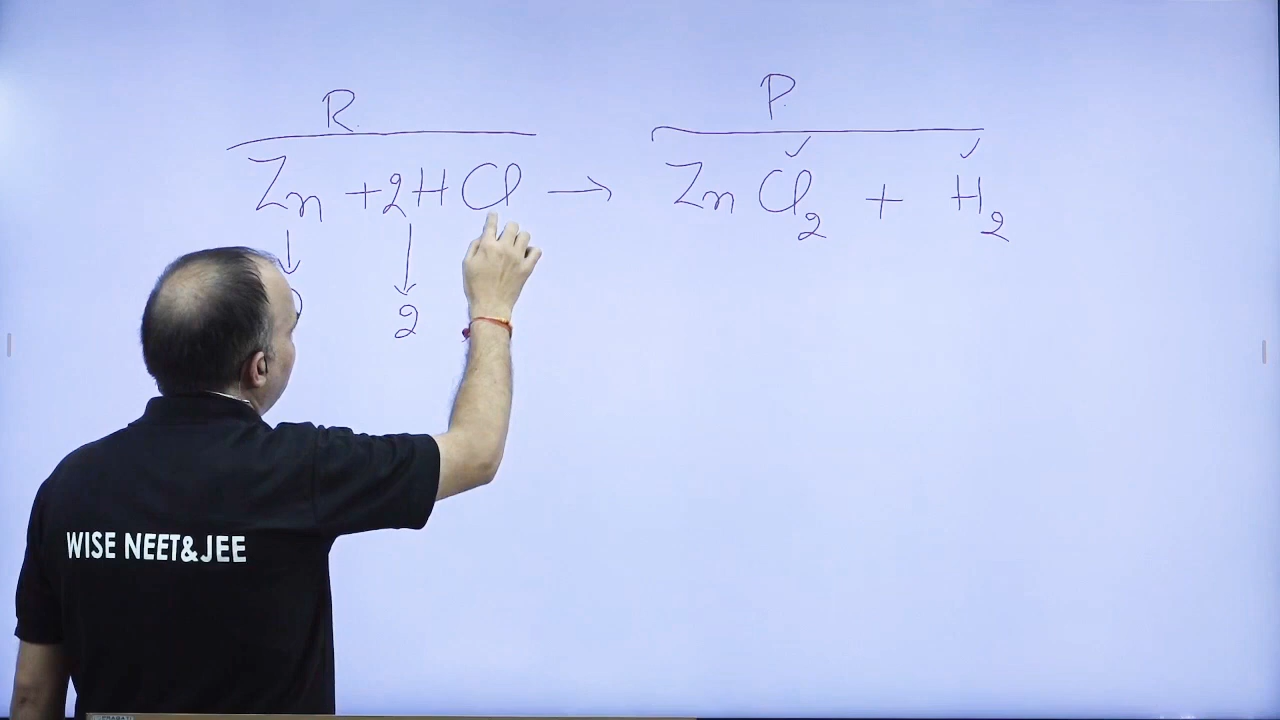 R. P.
Zn + 2HCl → ZnCl₂ + H₂
2
WISE NEET&JEE